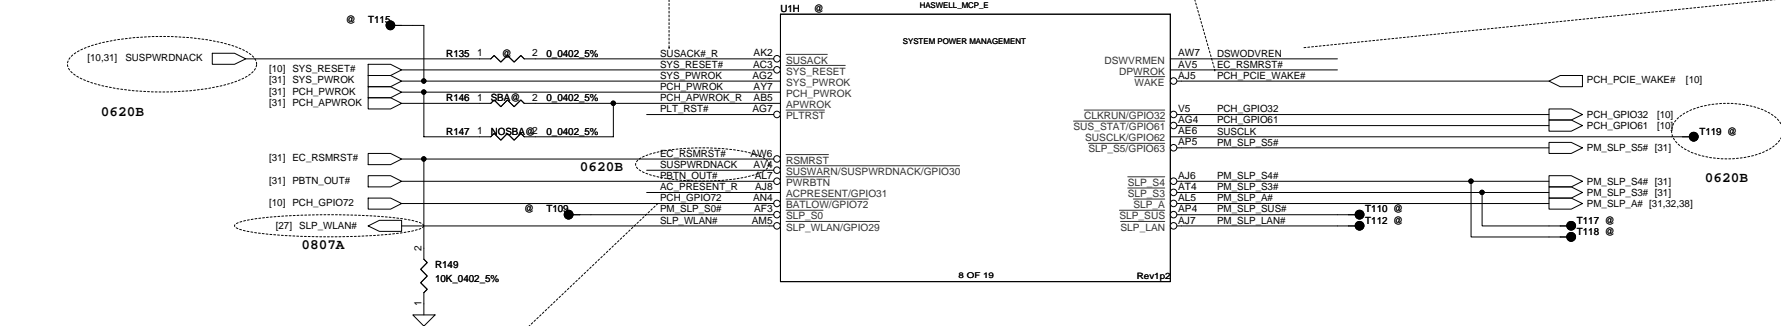 U1H @ HASWELL_MCP_E
@ T115
SYSTEM POWER MANAGEMENT
[10,31] SUSPWRDNACK R135 1 @ 2 0_0402_5% SUSACK#_R AK2 SUSACK DSWVRMEN AW7 DSWODVREN
[10] SYS_RESET# SYS_RESET# AC3 SYS_RESET DPWROK AV5 EC_RSMRST#
[31] SYS_PWROK SYS_PWROK AG2 SYS_PWROK WAKE AJ5 PCH_PCIE_WAKE# PCH_PCIE_WAKE# [10]
[31] PCH_PWROK PCH_PWROK AY7 PCH_PWROK
[31] PCH_APWROK R146 1 SBA@ 2 0_0402_5% PCH_APWROK_R AB5 APWROK
0620B PLT_RST# AG7 PLTRST CLKRUN/GPIO32 V5 PCH_GPIO32 PCH_GPIO32 [10]
SUS_STAT/GPIO61 AG4 PCH_GPIO61 PCH_GPIO61 [10]
R147 1 NOSBA@ 2 0_0402_5% SUSCLK/GPIO62 AE6 SUSCLK T119 @
SLP_S5/GPIO63 AP5 PM_SLP_S5# PM_SLP_S5# [31]
[31] EC_RSMRST# EC_RSMRST# AW6 RSMRST
0620B SUSPWRDNACK AV4 SUSWARN/SUSPWRDNACK/GPIO30 0620B
[31] PBTN_OUT# PBTN_OUT# AL7 PWRBTN SLP_S4 AJ6 PM_SLP_S4# PM_SLP_S4# [31]
AC_PRESENT_R AJ8 ACPRESENT/GPIO31 SLP_S3 AT4 PM_SLP_S3# PM_SLP_S3# [31]
[10] PCH_GPIO72 PCH_GPIO72 AN4 BATLOW/GPIO72 SLP_A AL5 PM_SLP_A# PM_SLP_A# [31,32,38]
@ T109 PM_SLP_S0# AF3 SLP_S0 SLP_SUS AP4 PM_SLP_SUS# T110 @
[27] SLP_WLAN# SLP_WLAN# AM5 SLP_WLAN/GPIO29 SLP_LAN AJ7 PM_SLP_LAN# T112 @ T117 @
T118 @
0807A
2
R149
10K_0402_5%
1
8 OF 19 Rev1p2